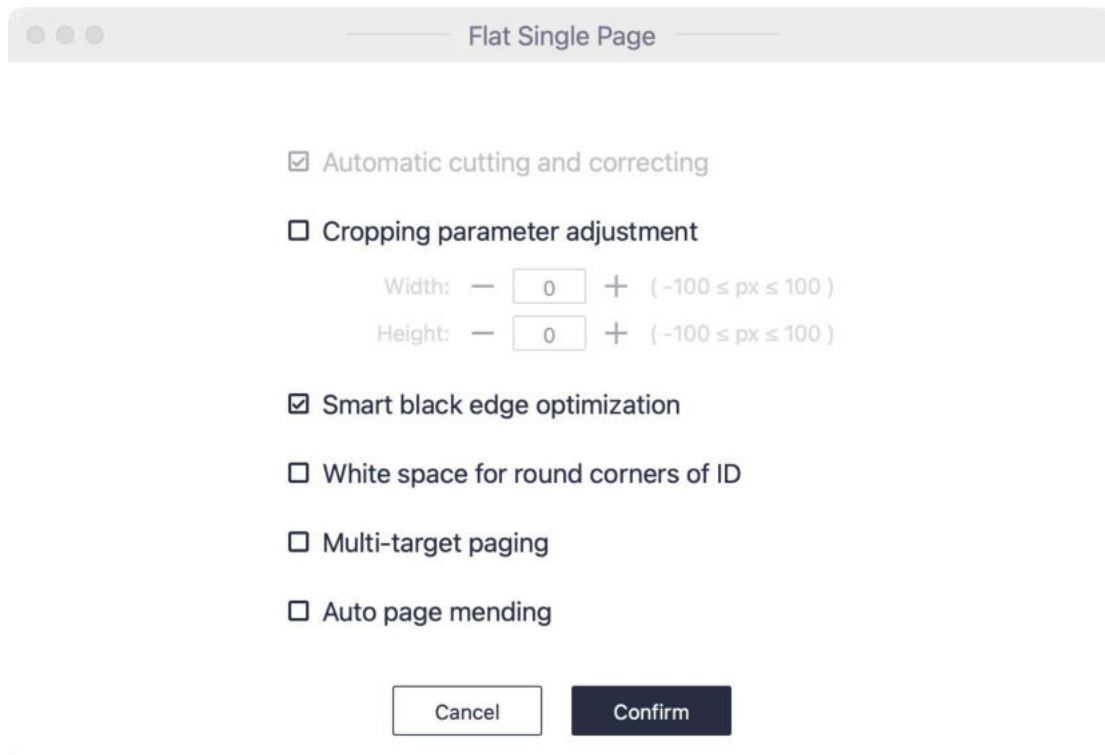 Flat Single Page
Automatic cutting and correcting
Cropping parameter adjustment
Width: — 0 + ( -100 ≤ px ≤ 100 )
Height: — 0 + ( -100 ≤ px ≤ 100 )
Smart black edge optimization
White space for round corners of ID
Multi-target paging
Auto page mending
Cancel Confirm